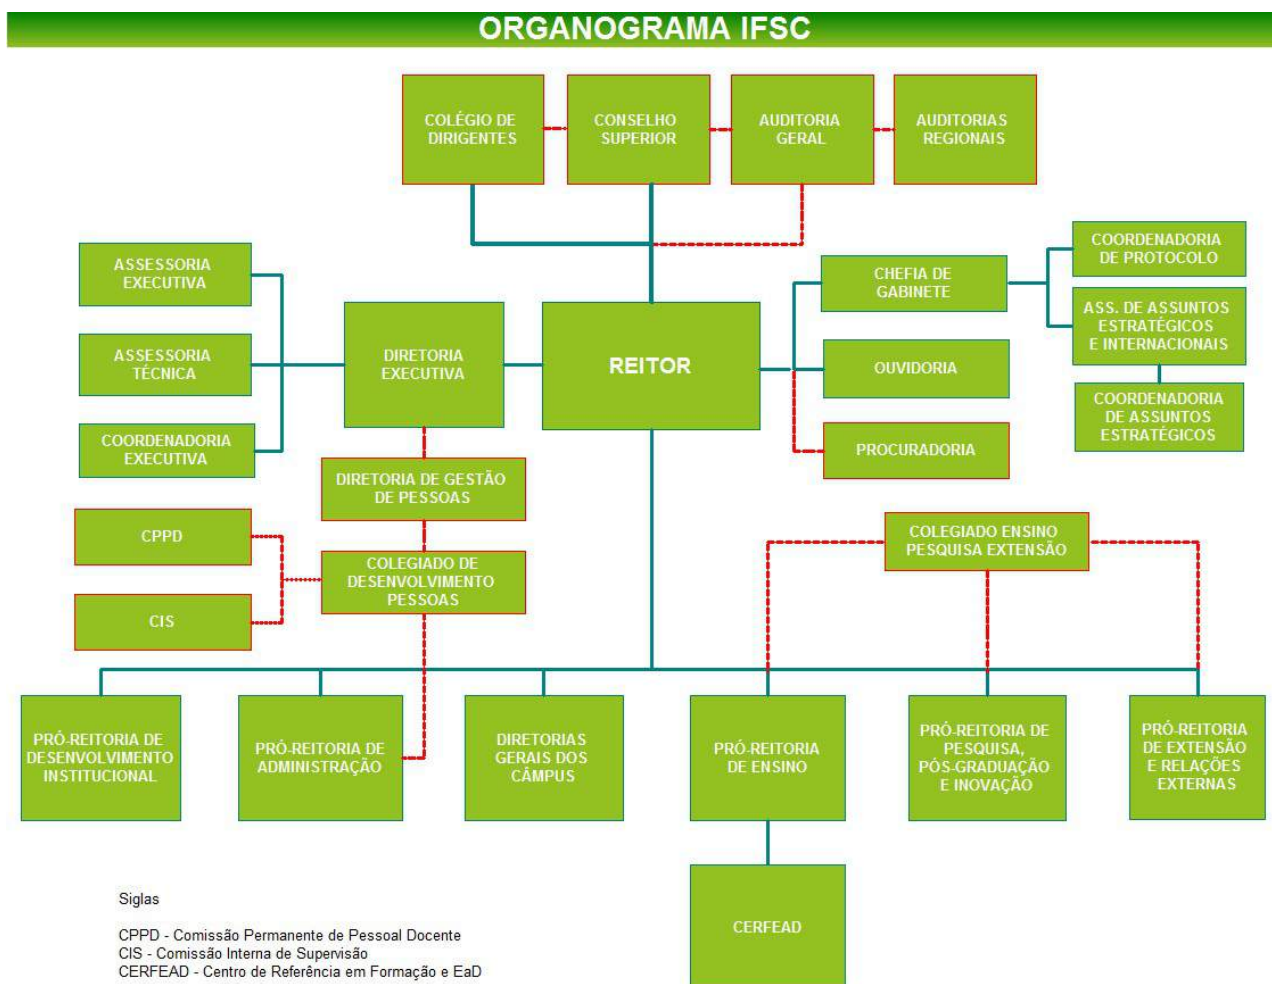 ORGANOGRAMA IFSC
COLÉGIO DE
DIRIGENTES
CONSELHO
SUPERIOR
AUDITORIA
GERAL
AUDITORIAS
REGIONAIS
ASSESSORIA
EXECUTIVA
ASSESSORIA
TÉCNICA
COORDENADORIA
EXECUTIVA
DIRETORIA
EXECUTIVA
REITOR
CHEFIA DE
GABINETE
OUVIDORIA
PROCURADORIA
COORDENADORIA
DE PROTOCOLO
ASS. DE ASSUNTOS
ESTRATÉGICOS
E INTERNACIONAIS
COORDENADORIA
DE ASSUNTOS
ESTRATÉGICOS
DIRETORIA DE GESTÃO
DE PESSOAS
CPPD
CIS
COLEGIADO DE
DESENVOLVIMENTO
PESSOAS
COLEGIADO ENSINO
PESQUISA EXTENSÃO
PRÓ-REITORIA DE
DESENVOLVIMENTO
INSTITUCIONAL
PRÓ-REITORIA DE
ADMINISTRAÇÃO
DIRETORIAS
GERAIS DOS
CÂMPUS
PRÓ-REITORIA
DE ENSINO
PRÓ-REITORIA DE
PESQUISA,
PÓS-GRADUAÇÃO
E INOVAÇÃO
PRÓ-REITORIA
DE EXTENSÃO
E RELAÇÕES
EXTERNAS
CERFEAD
Siglas
CPPD - Comissão Permanente de Pessoal Docente
CIS - Comissão Interna de Supervisão
CERFEAD - Centro de Referência em Formação e EaD